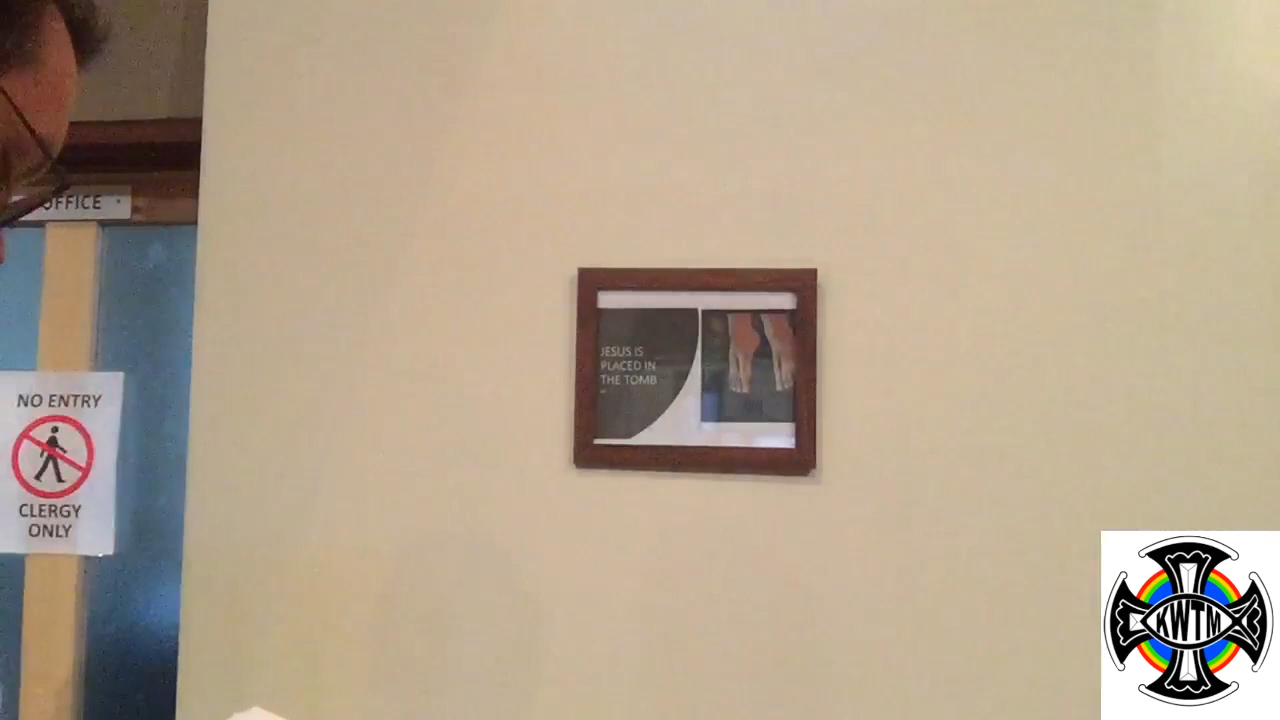 OFFICE
NO ENTRY
CLERGY
ONLY
JESUS IS
PLACED IN
THE TOMB
KWTM